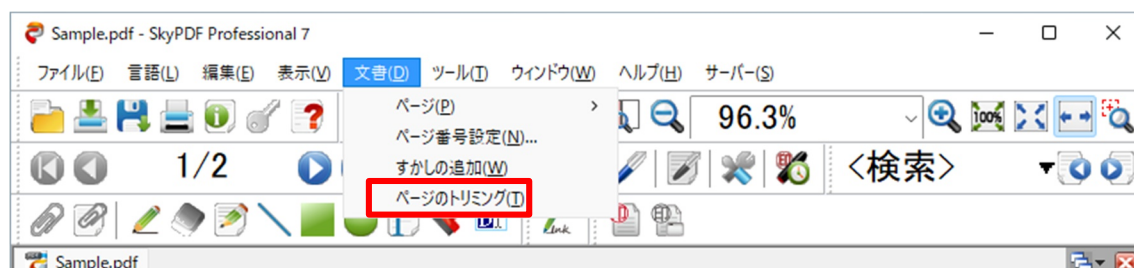 Sample.pdf - SkyPDF Professional 7
ファイル(F) 言語(L) 編集(E) 表示(V) 文書(D) ツール(T) ウィンドウ(W) ヘルプ(H) サーバー(S)
ページ(P)
96.3%
100%
ページ番号設定(N)...
1/2
すかしの追加(W)
<検索>
ページのトリミング(T)
Link
Sample.pdf